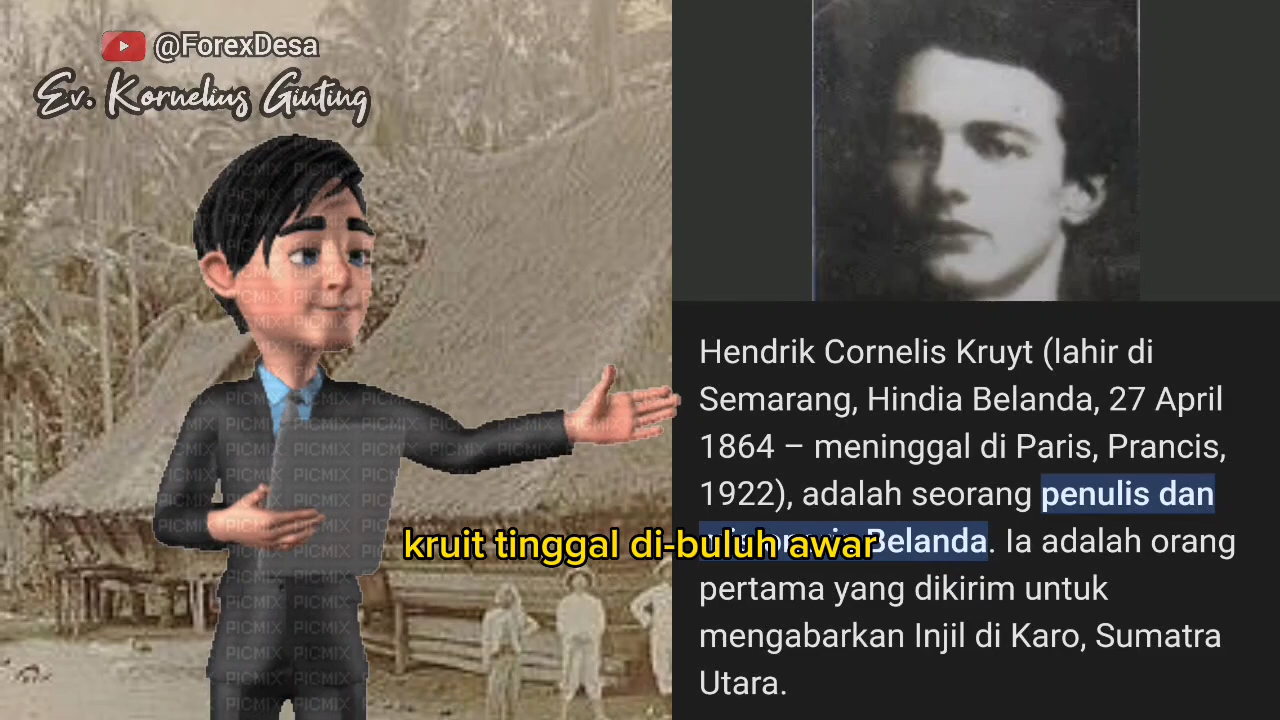 @ForexDesa
Ev. Kornelius Ginting
Hendrik Cornelis Kruyt (lahir di
Semarang, Hindia Belanda, 27 April
1864 – meninggal di Paris, Prancis,
1922), adalah seorang penulis dan
Belanda. Ia adalah orang
kruit tinggal di-buluh awar
pertama yang dikirim untuk
mengabarkan Injil di Karo, Sumatra
Utara.
PICMIX